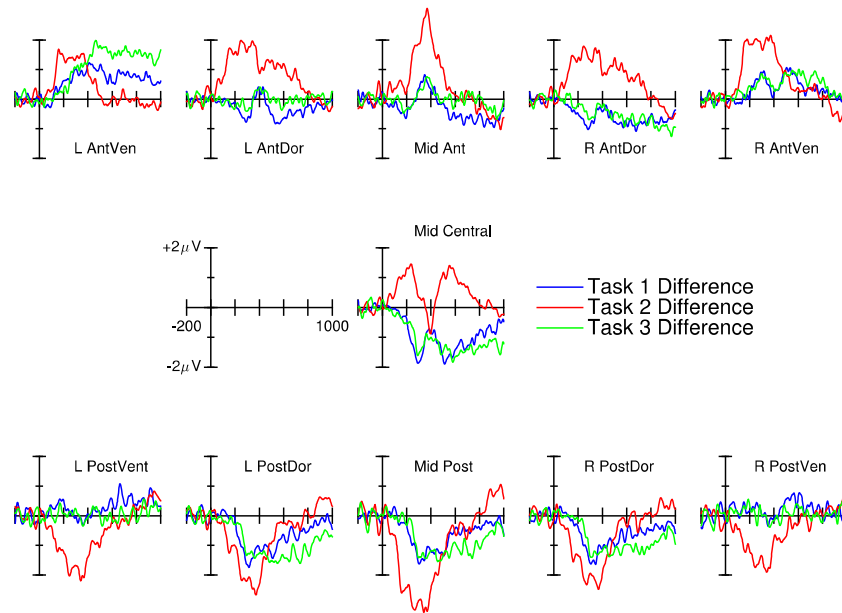 L AntVen
L AntDor
Mid Ant
R AntDor
R AntVen
Mid Central
+2μV
-200
1000
-2μV
Task 1 Difference
Task 2 Difference
Task 3 Difference
L PostVent
L PostDor
Mid Post
R PostDor
R PostVen